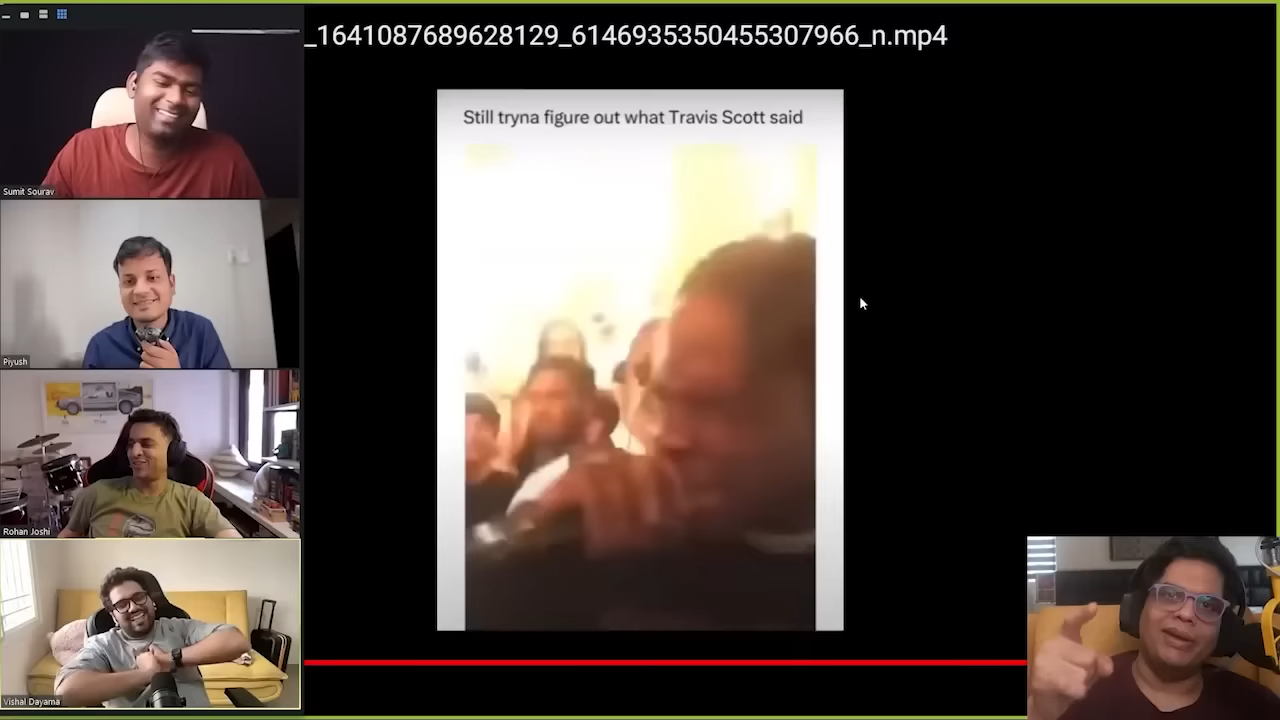 _1641087689628129_6146935350455307966_n.mp4
Still tryna figure out what Travis Scott said
Sumit Sourav
Piyush
Rohan Joshi
Vishal Dayama